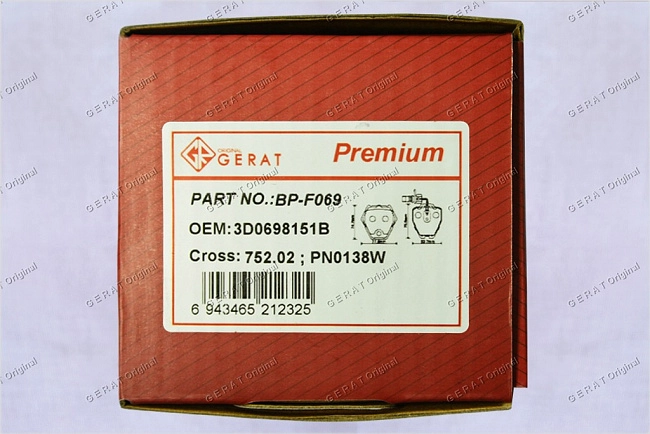 ORIGINAL
GERAT Premium
PART NO.:BP-F069
OEM:3D0698151B
Cross: 752.02 ; PN0138W
6 943465 212325
GERAT Original